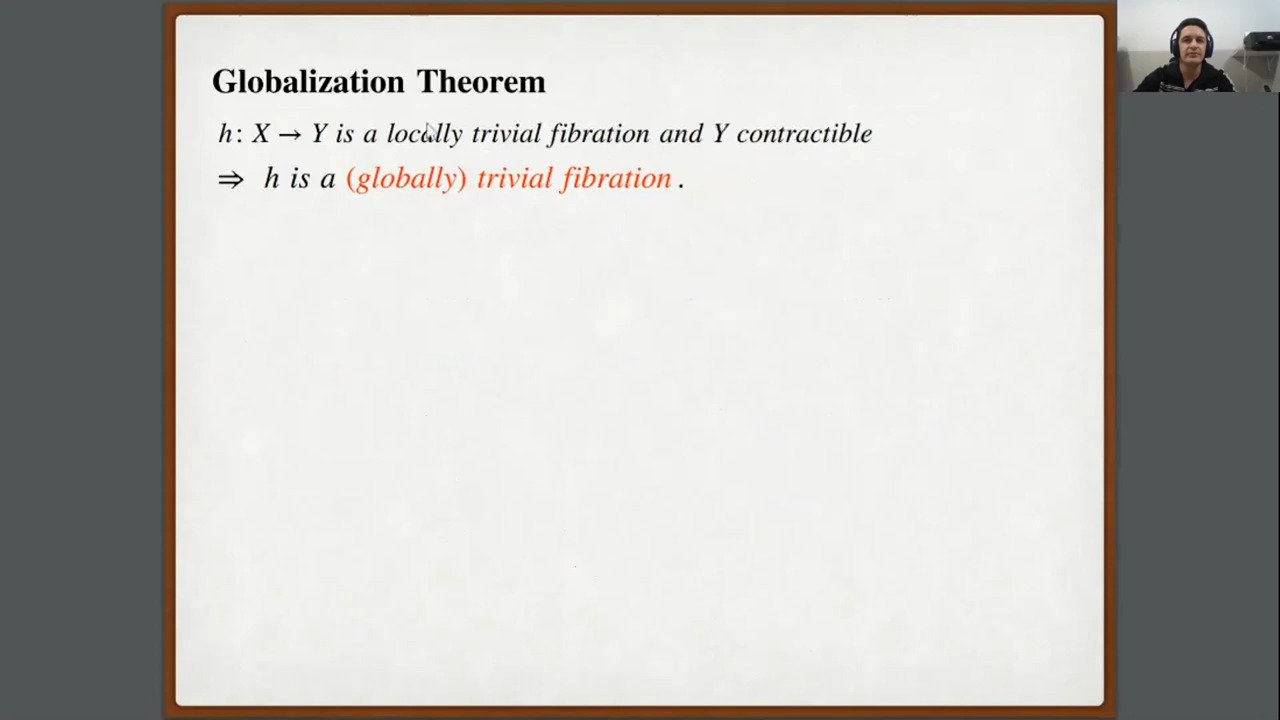 Globalization Theorem
h: X → Y is a locally trivial fibration and Y contractible
⇒ h is a (globally) trivial fibration .